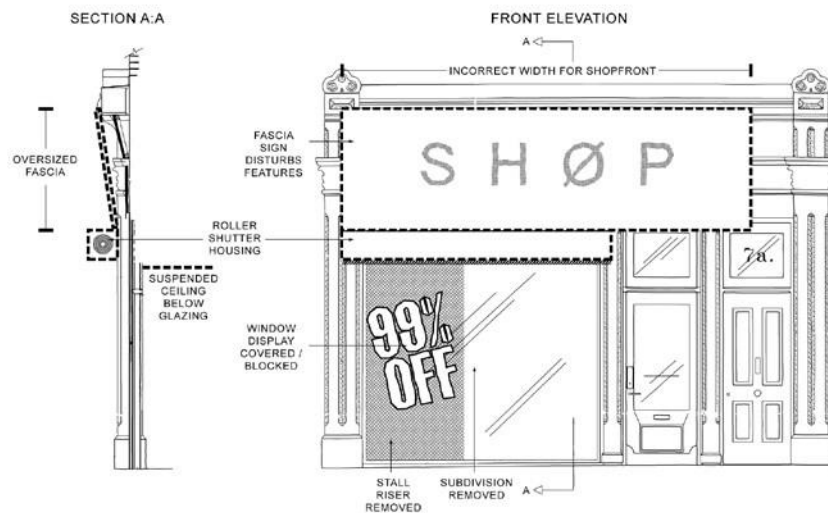 SECTION A:A
FRONT ELEVATION
A
INCORRECT WIDTH FOR SHOPFRONT
OVERSIZED
FASCIA
FASCIA
SIGN
DISTURBS
FEATURES
SHØP
ROLLER
SHUTTER
HOUSING
7a.
SUSPENDED
CEILING
BELOW
GLAZING
WINDOW
DISPLAY
COVERED /
BLOCKED
99%
OFF
STALL
RISER
REMOVED
SUBDIVISION
REMOVED
A